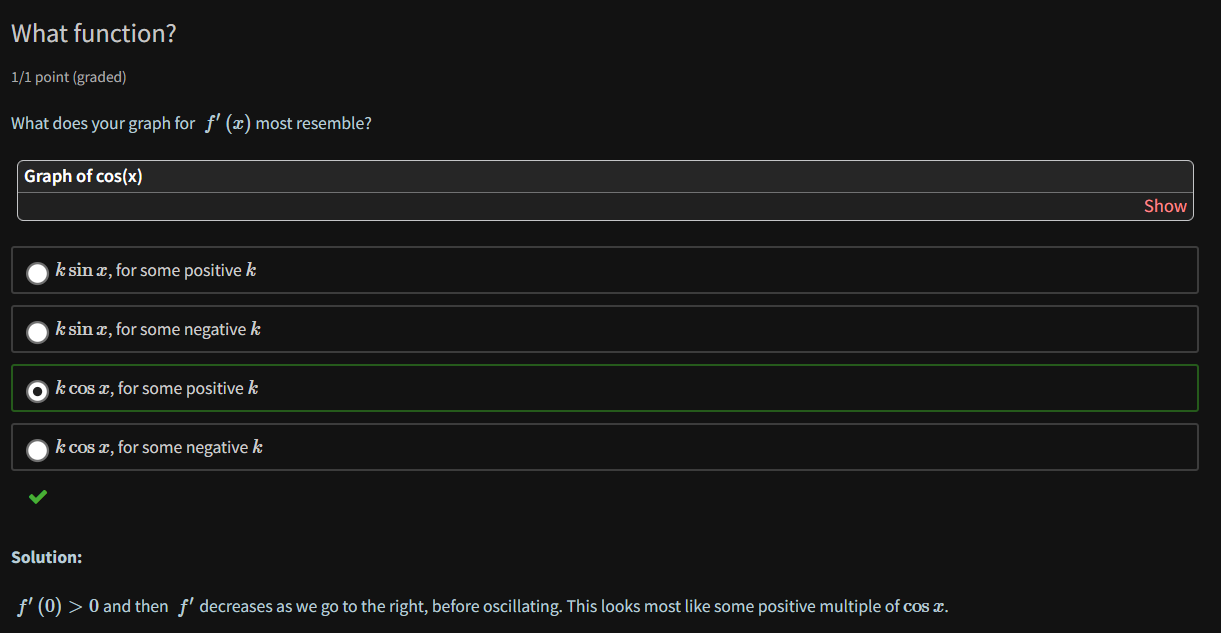 What function?
1/1 point (graded)
What does your graph for f′ (x) most resemble?
Graph of cos(x)
Show
k sin x, for some positive k
k sin x, for some negative k
k cos x, for some positive k
k cos x, for some negative k
Solution:
f′ (0) > 0 and then f′ decreases as we go to the right, before oscillating. This looks most like some positive multiple of cos x.